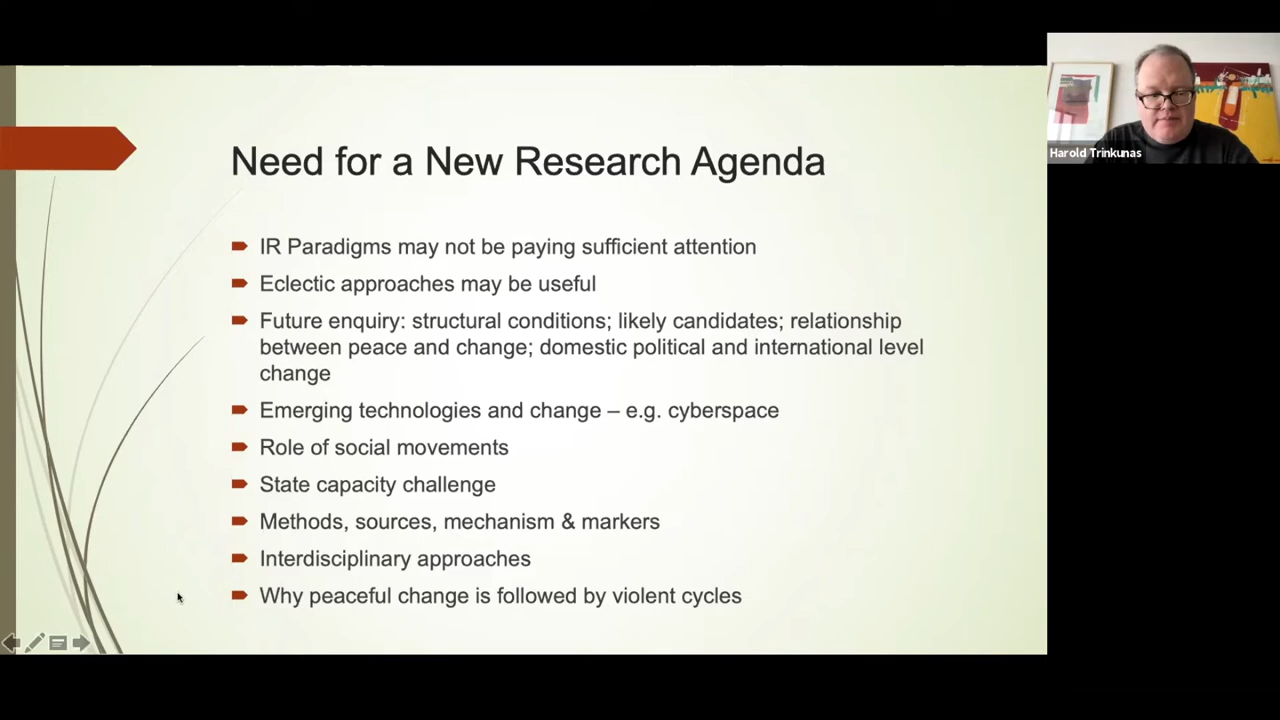 Need for a New Research Agenda
IR Paradigms may not be paying sufficient attention
Eclectic approaches may be useful
Future enquiry: structural conditions; likely candidates; relationship
between peace and change; domestic political and international level
change
Emerging technologies and change – e.g. cyberspace
Role of social movements
State capacity challenge
Methods, sources, mechanism & markers
Interdisciplinary approaches
Why peaceful change is followed by violent cycles
Harold Trinkunas